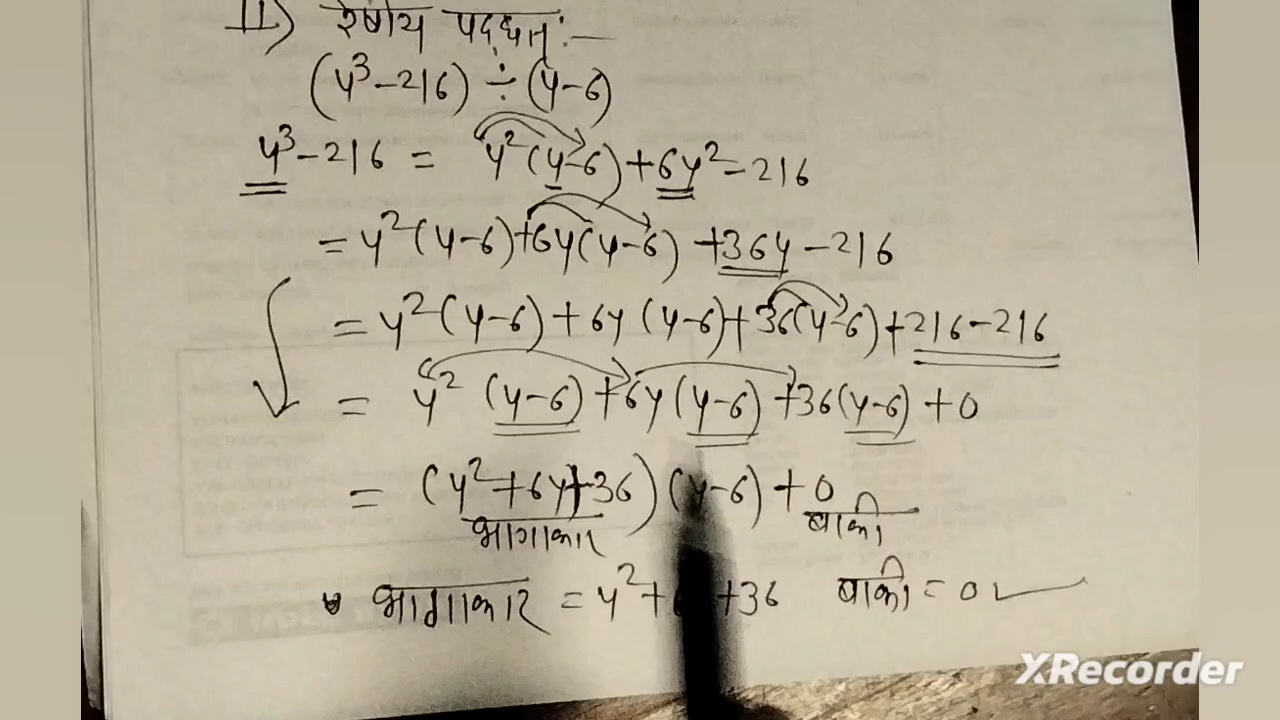 II) रेषीय पद्धत :—
(y³-216) ÷ (y-6)
y³-216 = y²(y-6)+6y²-216
= y²(y-6)+6y(y-6) +36y-216
= y²(y-6)+6y(y-6)+36(y-6)+216-216
= y²(y-6)+6y(y-6)+36(y-6)+0
= (y²+6y+36)(y-6)+0
भागाकार बाकी
भागाकार = y²+ +36 बाकी = 0
XRecorder